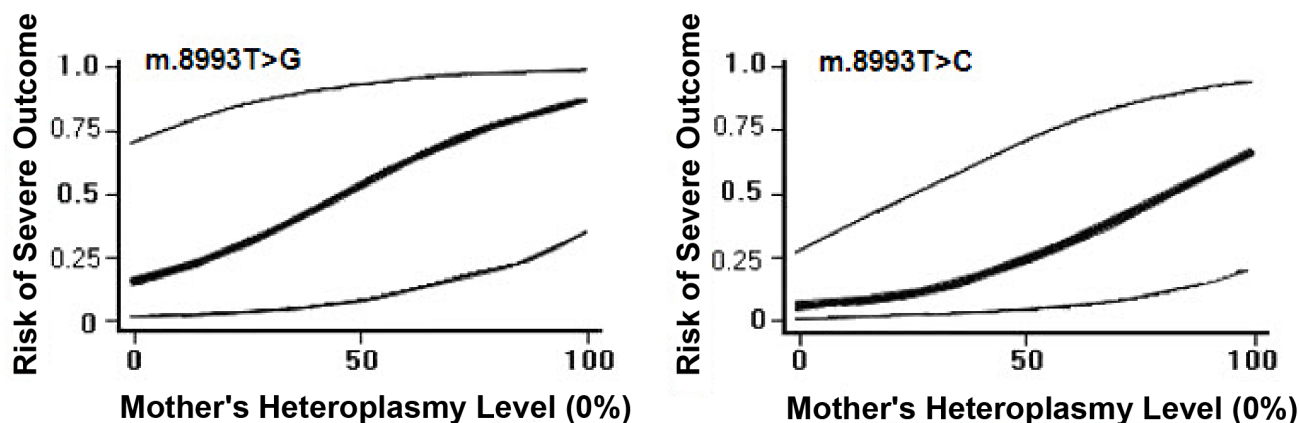 Risk of Severe Outcome
m.8993T>G
1.0
0.75
0.5
0.25
0
0 50 100
Mother's Heteroplasmy Level (0%)
Risk of Severe Outcome
m.8993T>C
1.0
0.75
0.5
0.25
0
0 50 100
Mother's Heteroplasmy Level (0%)